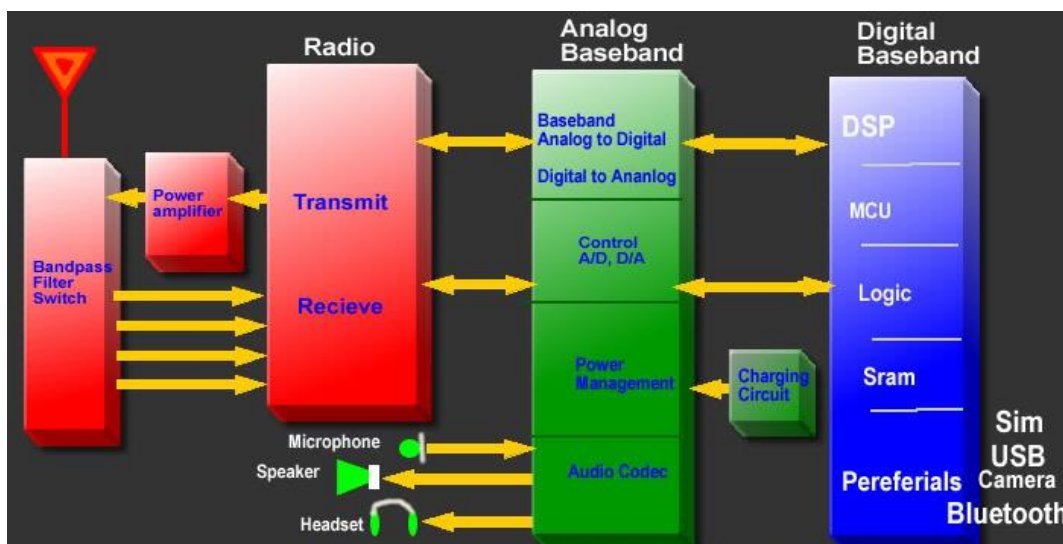 Radio
Analog
Baseband
Digital
Baseband
Bandpass
Filter
Switch
Power
amplifier
Transmit
Recieve
Baseband
Analog to Digital
Digital to Ananlog
Control
A/D, D/A
Power
Management
Audio Codec
Charging
Circuit
Microphone
Speaker
Headset
DSP
MCU
Logic
Sram
Pereferials
Sim
USB
Camera
Bluetooth